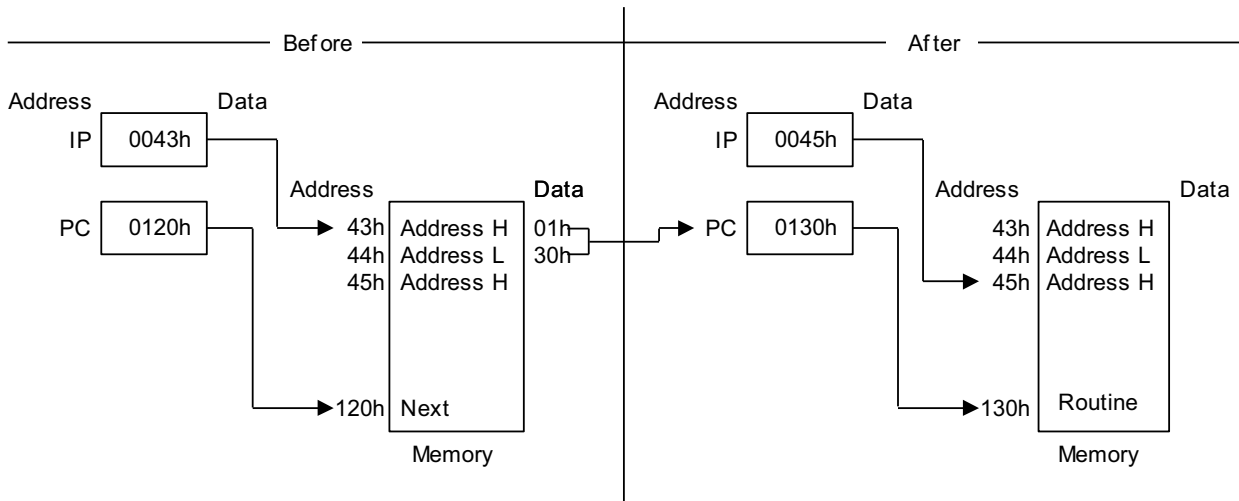 Before
Address Data
IP 0043h
PC 0120h
Address Data
43h Address H 01h
44h Address L 30h
45h Address H
120h Next
Memory
After
Address Data
IP 0045h
PC 0130h
Address Data
43h Address H
44h Address L
45h Address H
130h Routine
Memory